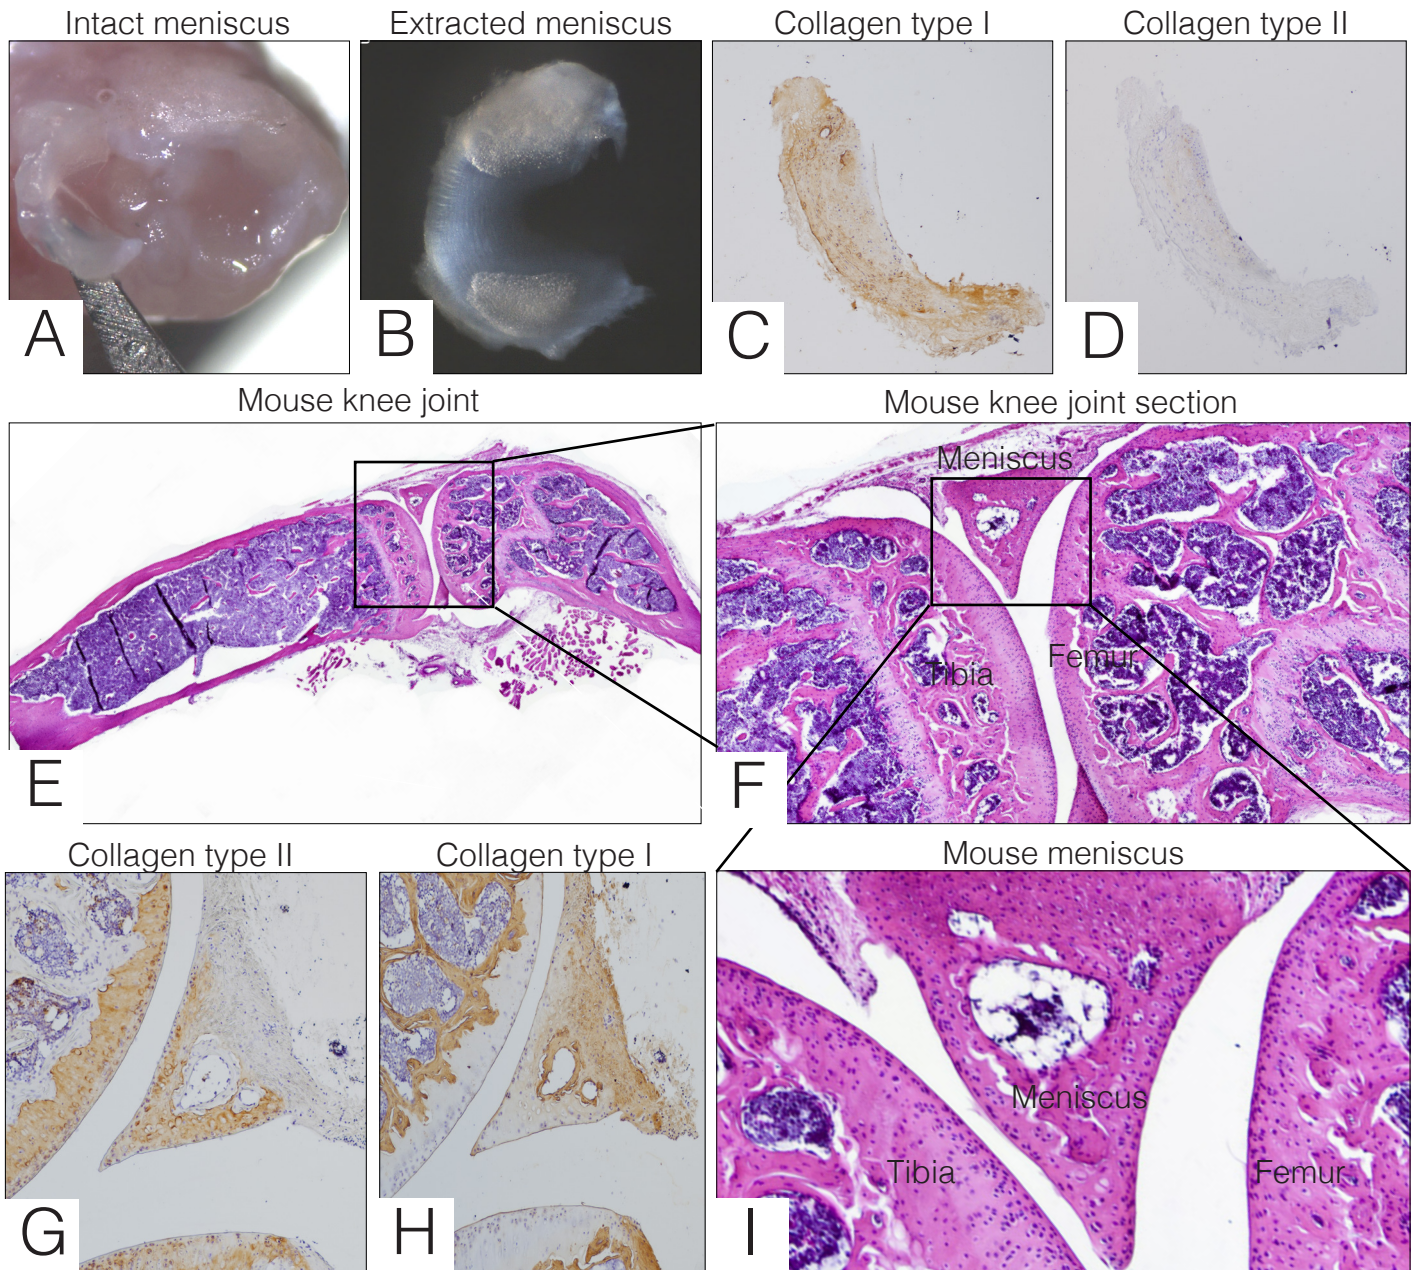 Intact meniscus
Extracted meniscus
Collagen type I
Collagen type II
A
B
C
D
Mouse knee joint
Mouse knee joint section
Meniscus
Tibia
Femur
E
F
Collagen type II
Collagen type I
Mouse meniscus
Meniscus
Tibia
Femur
G
H
I